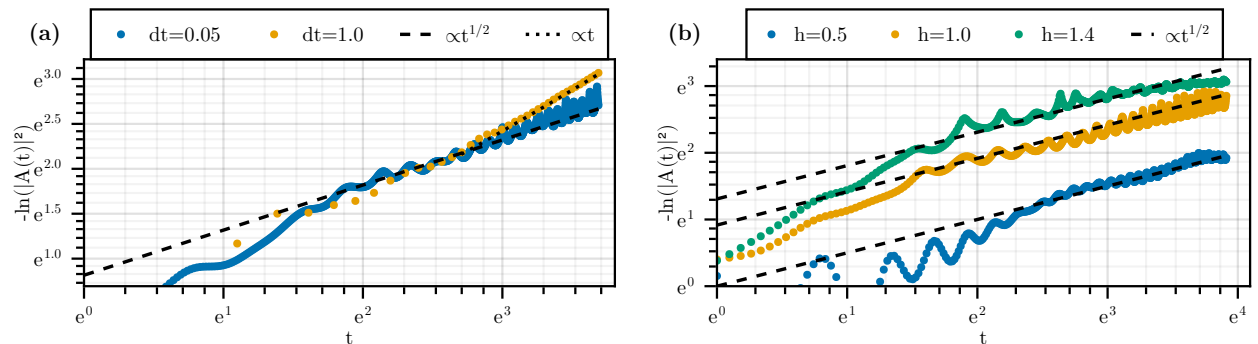 (a) dt=0.05 dt=1.0 ∝t^{1/2} ∝t
-ln(|A(t)|²)
e^{3.0}
e^{2.5}
e^{2.0}
e^{1.5}
e^{1.0}
e^0 e^1 e^2 e^3
t
(b) h=0.5 h=1.0 h=1.4 ∝t^{1/2}
-ln(|A(t)|²)
e^3
e^2
e^1
e^0
e^0 e^1 e^2 e^3 e^4
t